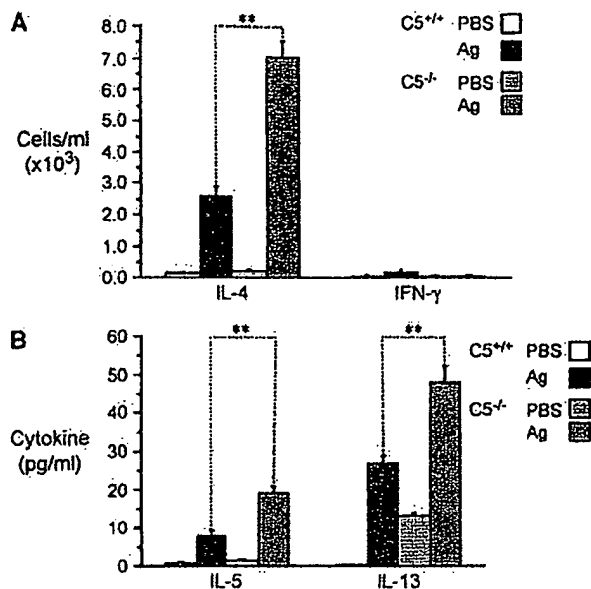 A
C5+/+ PBS
Ag
C5-/- PBS
Ag
**
8.0
7.0
6.0
5.0
4.0
3.0
2.0
1.0
0.0
Cells/ml
(x10³)
IL-4 IFN-γ
B
C5+/+ PBS
Ag
C5-/- PBS
Ag
** **
60
50
40
30
20
10
0
Cytokine
(pg/ml)
IL-5 IL-13